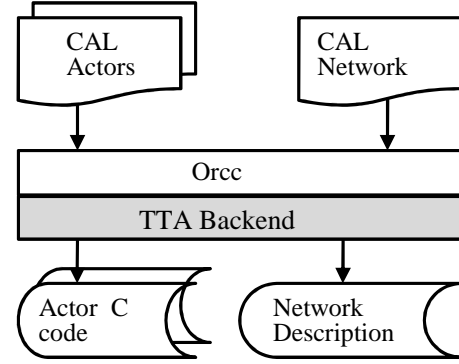 CAL
Actors
CAL
Network
Orcc
TTA Backend
Actor C
code
Network
Description